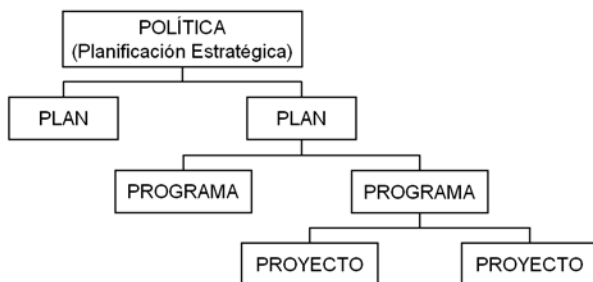 POLÍTICA
(Planificación Estratégica)
PLAN
PLAN
PROGRAMA
PROGRAMA
PROYECTO
PROYECTO